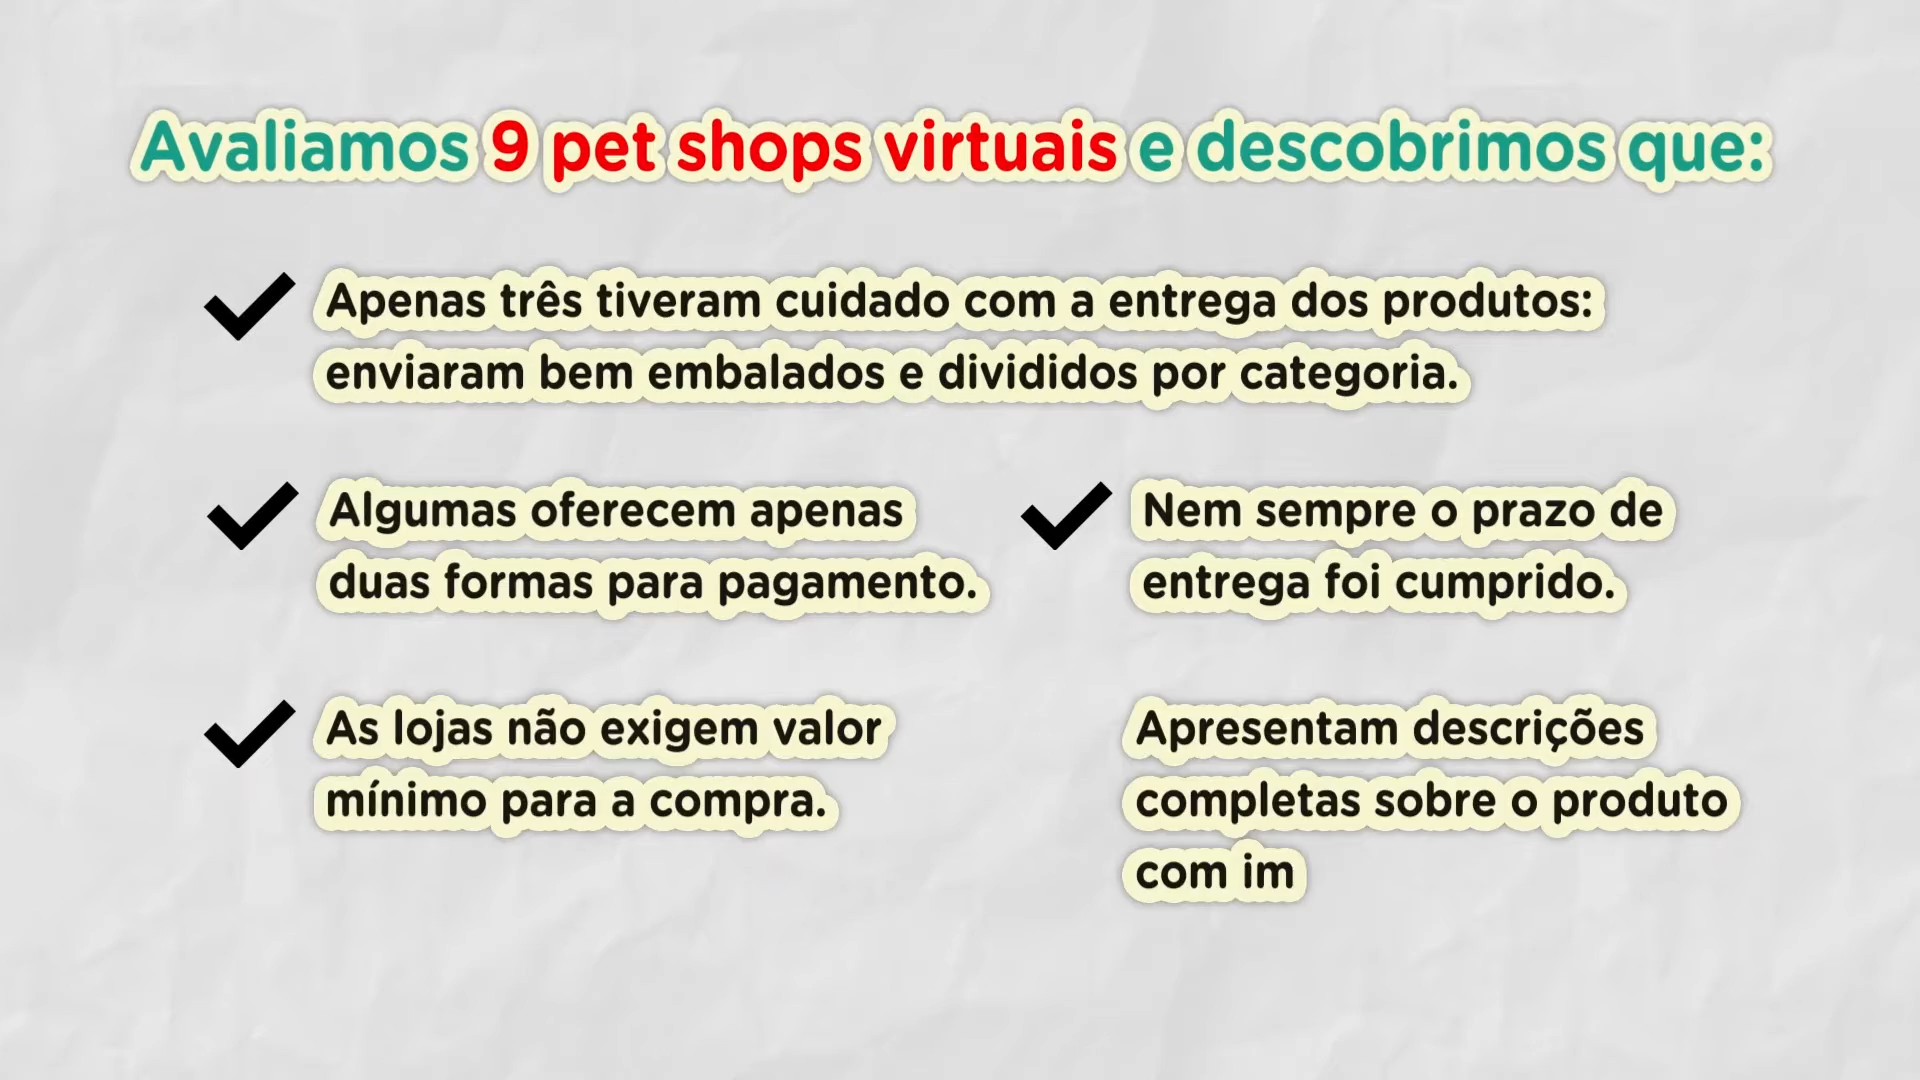 Avaliamos 9 pet shops virtuais e descobrimos que:
Apenas três tiveram cuidado com a entrega dos produtos:
enviaram bem embalados e divididos por categoria.
Algumas oferecem apenas
duas formas para pagamento.
Nem sempre o prazo de
entrega foi cumprido.
As lojas não exigem valor
mínimo para a compra.
Apresentam descrições
completas sobre o produto
com im